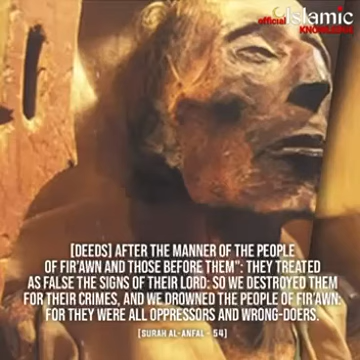 official Islamic
KNOWLEDGE
[DEEDS] AFTER THE MANNER OF THE PEOPLE
OF FIR'AWN AND THOSE BEFORE THEM": THEY TREATED
AS FALSE THE SIGNS OF THEIR LORD: SO WE DESTROYED THEM
FOR THEIR CRIMES, AND WE DROWNED THE PEOPLE OF FIR'AWN:
FOR THEY WERE ALL OPPRESSORS AND WRONG-DOERS.
[SURAH AL-ANFAL - 54]